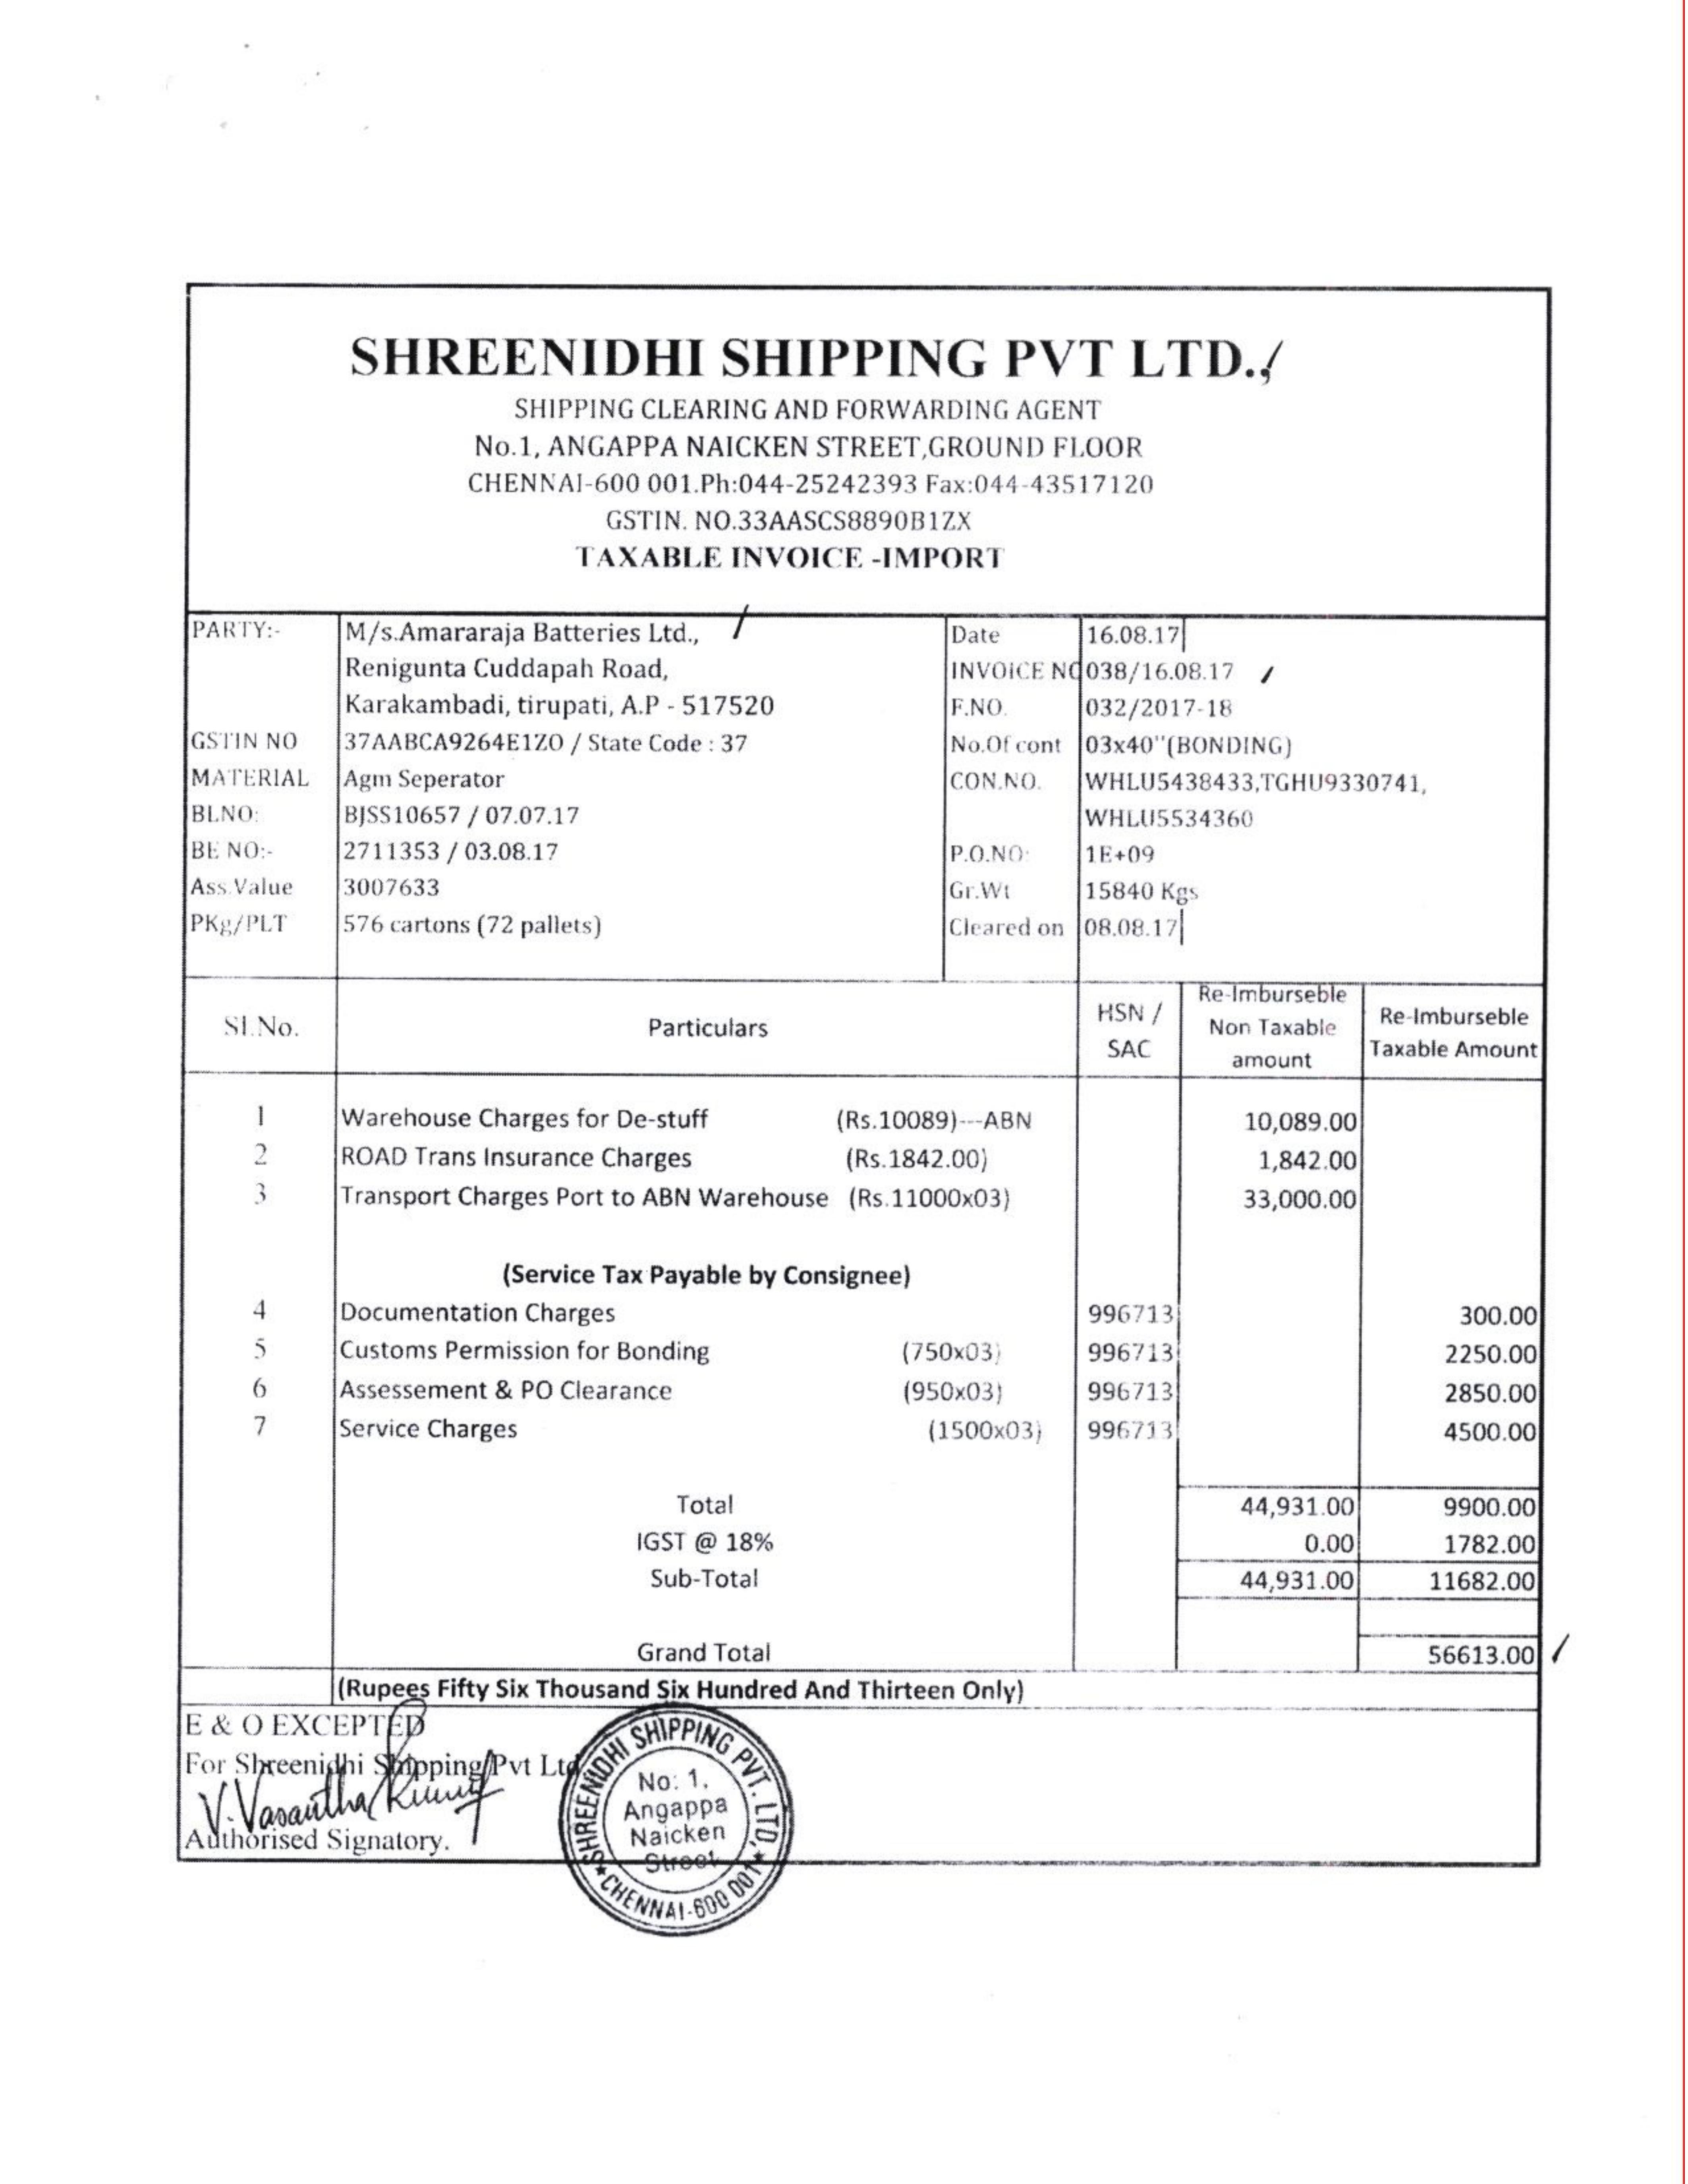 SHREENIDHI SHIPPING PVT LTD.,
SHIPPING CLEARING AND FORWARDING AGENT
No.1, ANGAPPA NAICKEN STREET,GROUND FLOOR
CHENNAI-600 001.Ph:044-25242393 Fax:044-43517120
GSTIN. NO.33AASCS8890B1ZX
TAXABLE INVOICE -IMPORT
PARTY:- M/s.Amararaja Batteries Ltd., Date 16.08.17
Renigunta Cuddapah Road, INVOICE NO 038/16.08.17
Karakambadi, tirupati, A.P - 517520 F.NO. 032/2017-18
GSTIN NO 37AABCA9264E1ZO / State Code : 37 No.Of cont 03x40"(BONDING)
MATERIAL Agm Seperator CON.NO. WHLU5438433,TGHU9330741,
BLNO: BJSS10657 / 07.07.17 WHLU5534360
BE NO:- 2711353 / 03.08.17 P.O.NO: 1E+09
Ass.Value 3007633 Gr.Wt 15840 Kgs
PKg/PLT 576 cartons (72 pallets) Cleared on 08.08.17
Sl.No. Particulars HSN / SAC Re-Imburseble Non Taxable amount Re-Imburseble Taxable Amount
1 Warehouse Charges for De-stuff (Rs.10089)---ABN 10,089.00
2 ROAD Trans Insurance Charges (Rs.1842.00) 1,842.00
3 Transport Charges Port to ABN Warehouse (Rs.11000x03) 33,000.00
(Service Tax Payable by Consignee)
4 Documentation Charges 996713 300.00
5 Customs Permission for Bonding (750x03) 996713 2250.00
6 Assessement & PO Clearance (950x03) 996713 2850.00
7 Service Charges (1500x03) 996713 4500.00
Total 44,931.00 9900.00
IGST @ 18% 0.00 1782.00
Sub-Total 44,931.00 11682.00
Grand Total 56613.00
(Rupees Fifty Six Thousand Six Hundred And Thirteen Only)
E & O EXCEPTED
For Shreenidhi Shipping Pvt Ltd
V. Vasantha Kumar
Authorised Signatory.
SHREENIDHI SHIPPING PVT. LTD,
No: 1,
Angappa
Naicken
Street
★CHENNAI-600 001★